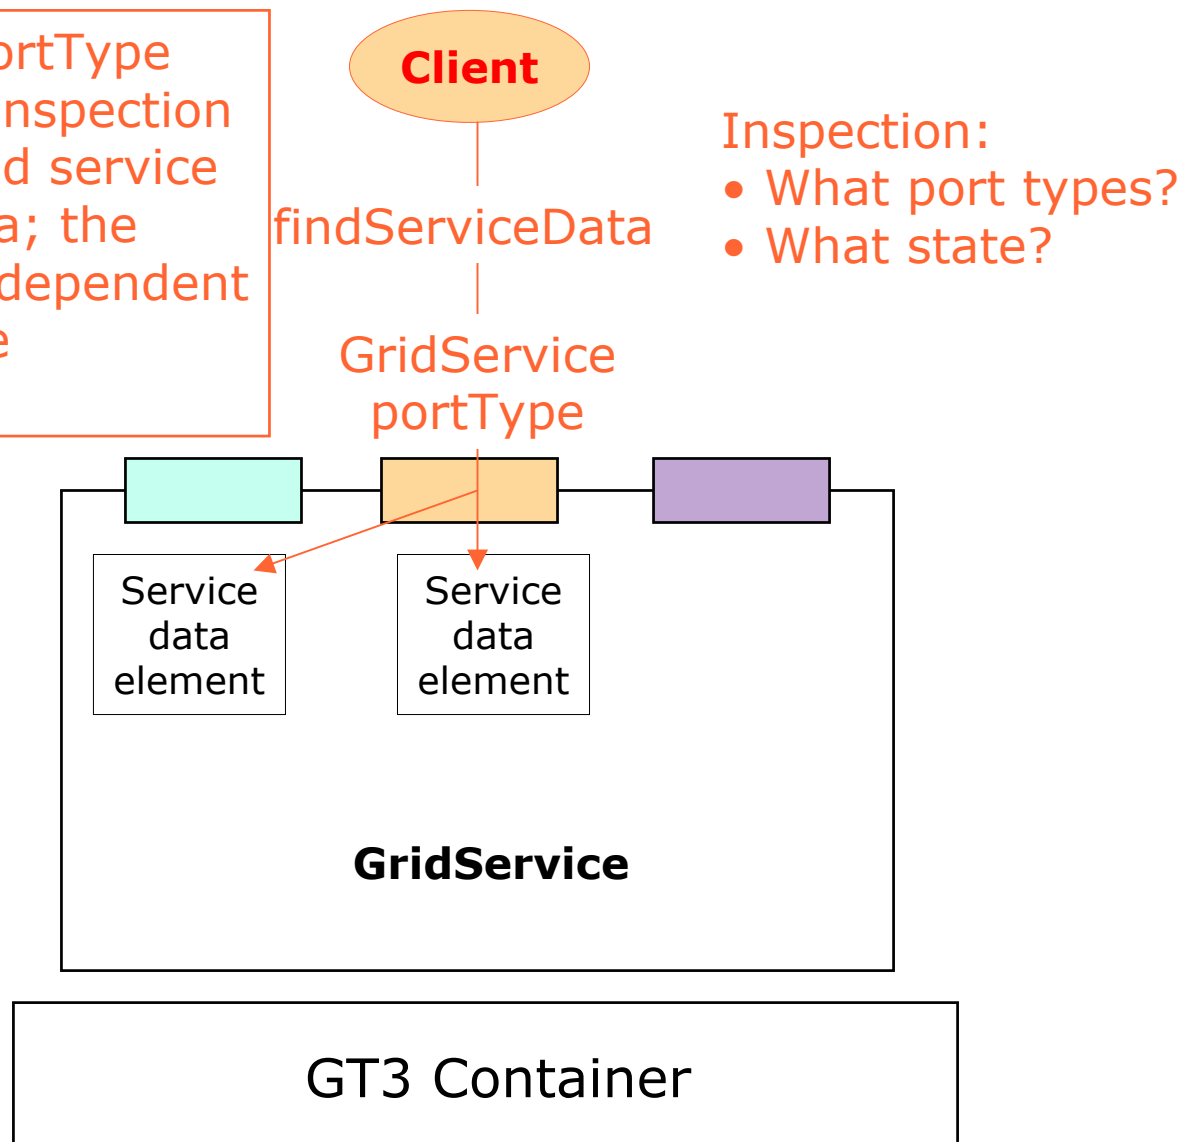 ortType
nspection
d service
a; the
dependent
e
Client
findServiceData
GridService
portType
Inspection:
• What port types?
• What state?
Service
data
element
Service
data
element
GridService
GT3 Container